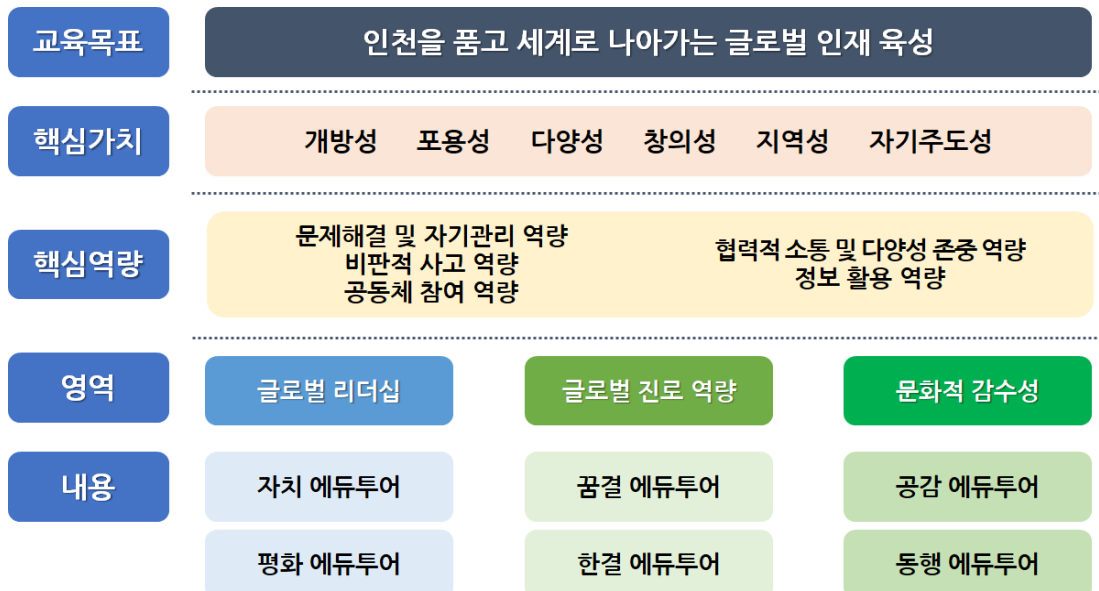 교육목표
인천을 품고 세계로 나아가는 글로벌 인재 육성
핵심가치
개방성 포용성 다양성 창의성 지역성 자기주도성
핵심역량
문제해결 및 자기관리 역량
비판적 사고 역량
공동체 참여 역량
협력적 소통 및 다양성 존중 역량
정보 활용 역량
영역
글로벌 리더십
글로벌 진로 역량
문화적 감수성
내용
자치 에듀투어
꿈결 에듀투어
공감 에듀투어
평화 에듀투어
한결 에듀투어
동행 에듀투어